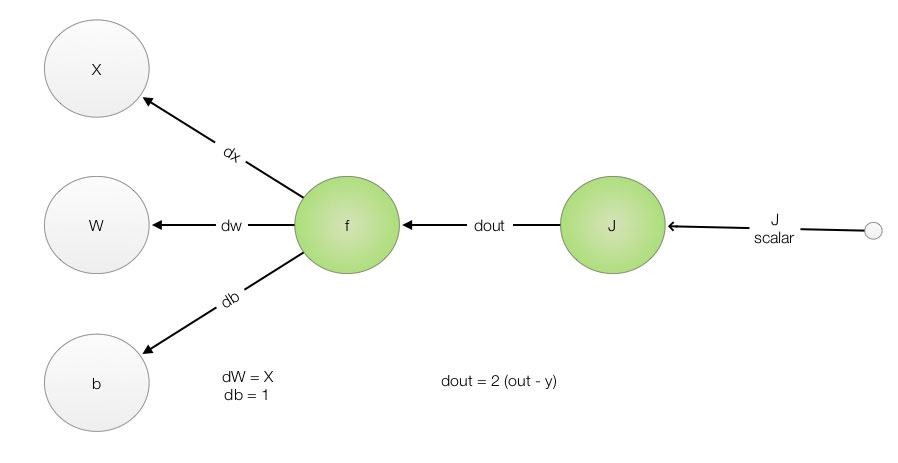 X
dx
W
dw
f
dout
J
J
scalar
db
b
dW = X
db = 1
dout = 2 (out - y)